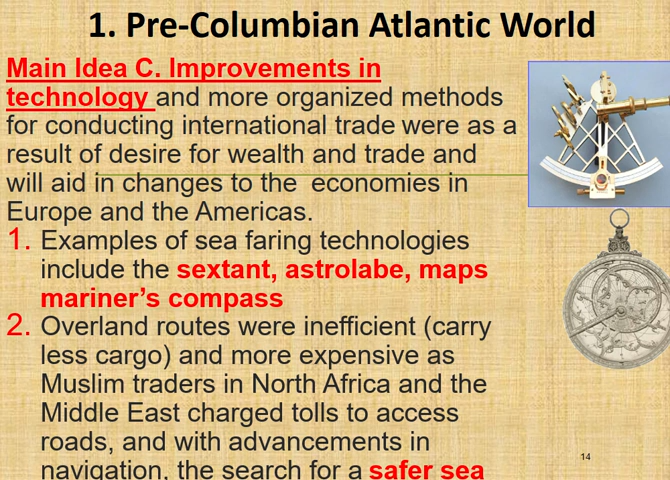 1. Pre-Columbian Atlantic World
Main Idea C. Improvements in
technology and more organized methods
for conducting international trade were as a
result of desire for wealth and trade and
will aid in changes to the economies in
Europe and the Americas.
1. Examples of sea faring technologies
include the sextant, astrolabe, maps
mariner's compass
2. Overland routes were inefficient (carry
less cargo) and more expensive as
Muslim traders in North Africa and the
Middle East charged tolls to access
roads, and with advancements in
navigation, the search for a safer sea
14